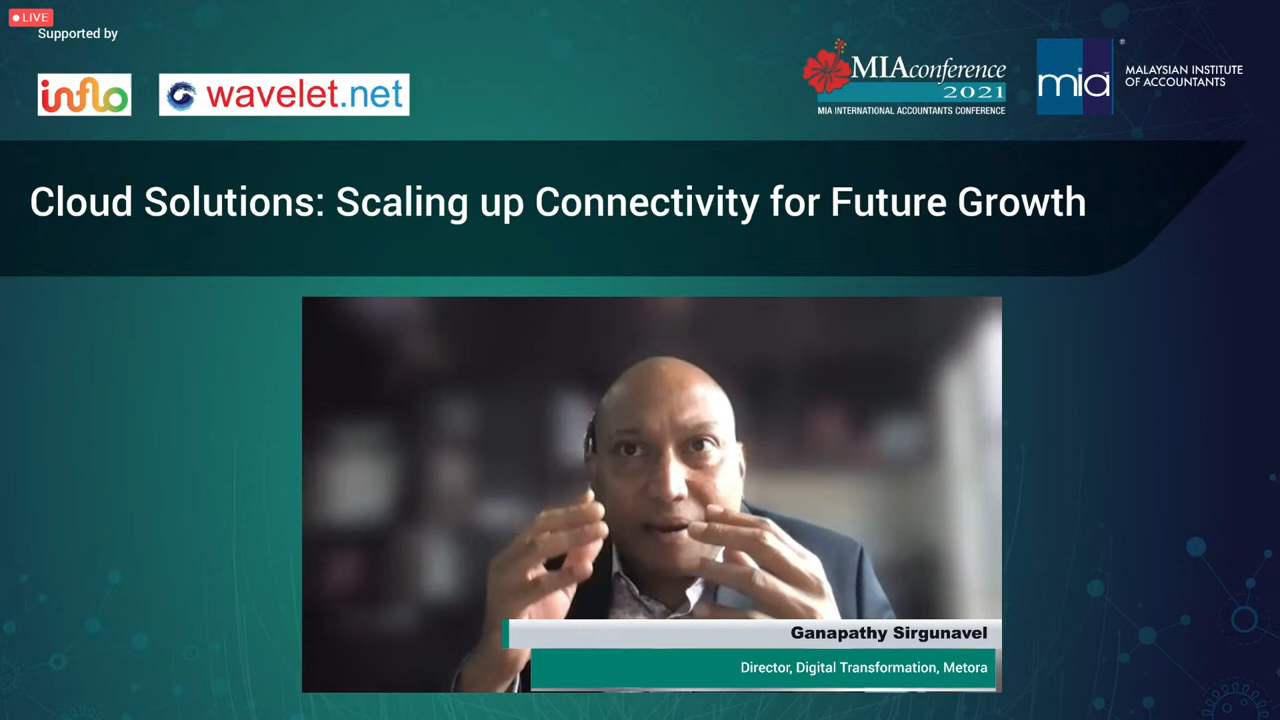 LIVE
Supported by
inflo
wavelet.net
MIAconference
2021
MIA INTERNATIONAL ACCOUNTANTS CONFERENCE
mia
®
MALAYSIAN INSTITUTE
OF ACCOUNTANTS
Cloud Solutions: Scaling up Connectivity for Future Growth
Ganapathy Sirgunavel
Director, Digital Transformation, Metora